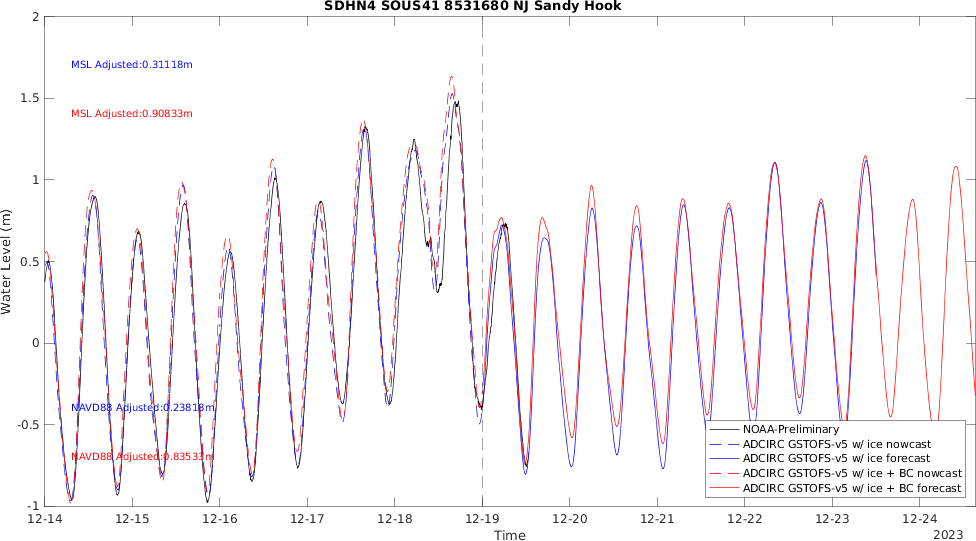 SDHN4 SOUS41 8531680 NJ Sandy Hook
2
MSL Adjusted:0.31118m
1.5
MSL Adjusted:0.90833m
1
0.5
0
-0.5
-1
Water Level (m)
NAVD88 Adjusted:0.23818m
NAVD88 Adjusted:0.83533m
NOAA-Preliminary
ADCIRC GSTOFS-v5 w/ ice nowcast
ADCIRC GSTOFS-v5 w/ ice forecast
ADCIRC GSTOFS-v5 w/ ice + BC nowcast
ADCIRC GSTOFS-v5 w/ ice + BC forecast
12-14 12-15 12-16 12-17 12-18 12-19 12-20 12-21 12-22 12-23 12-24
Time
2023